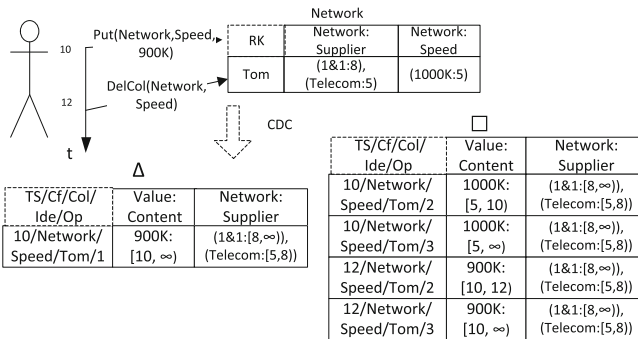 Network
10
Put(Network,Speed,
900K)
RK
Network:
Supplier
Network:
Speed
Tom
(1&1:8),
(Telecom:5)
(1000K:5)
12
DelCol(Network,
Speed)
t
CDC
Δ
TS/Cf/Col/
Ide/Op
Value:
Content
Network:
Supplier
10/Network/
Speed/Tom/1
900K:
[10, ∞)
(1&1:[8,∞)),
(Telecom:[5,8))
□
TS/Cf/Col/
Ide/Op
Value:
Content
Network:
Supplier
10/Network/
Speed/Tom/2
1000K:
[5, 10)
(1&1:[8,∞)),
(Telecom:[5,8))
10/Network/
Speed/Tom/3
1000K:
[5, ∞)
(1&1:[8,∞)),
(Telecom:[5,8))
12/Network/
Speed/Tom/2
900K:
[10, 12)
(1&1:[8,∞)),
(Telecom:[5,8))
12/Network/
Speed/Tom/3
900K:
[10, ∞)
(1&1:[8,∞)),
(Telecom:[5,8))